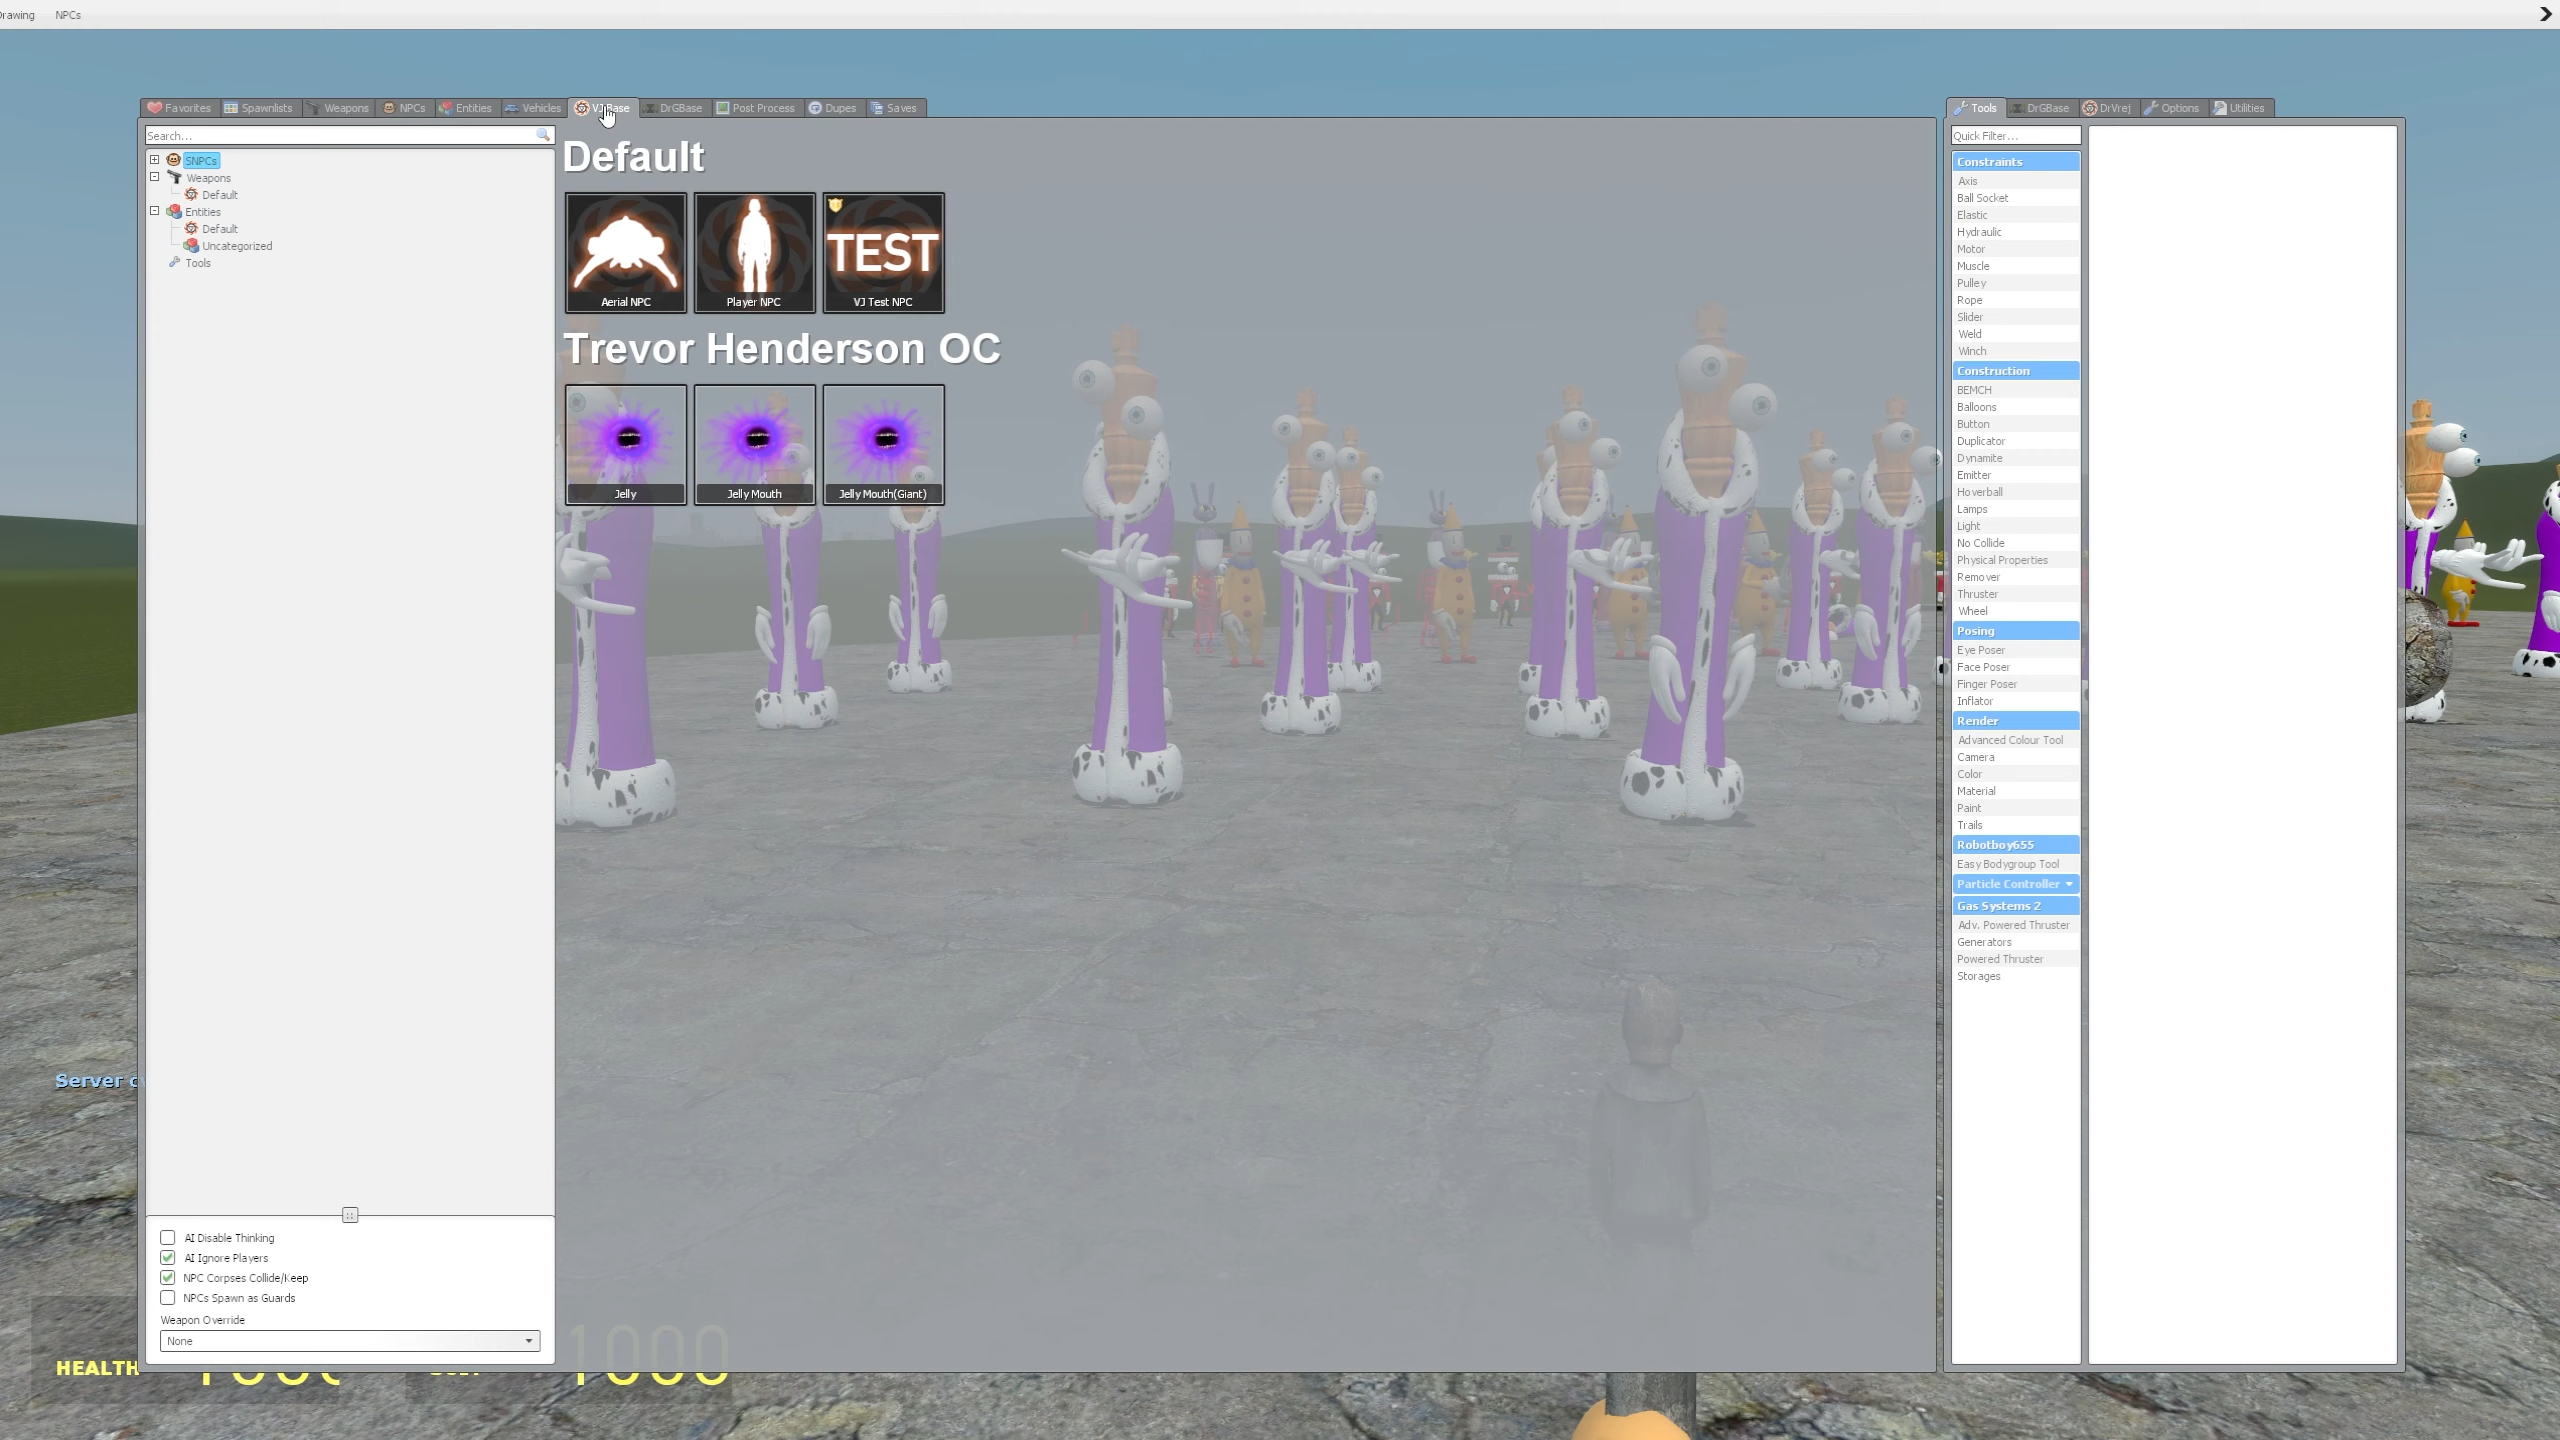 Drawing NPCs
Favorites Spawnlists Weapons NPCs Entities Vehicles VJ Base DrGBase Post Process Dupes Saves
Search...
SNPCs
Weapons
Default
Entities
Default
Uncategorized
Tools
Default
Aerial NPC
Player NPC
TEST
VJ Test NPC
Trevor Henderson OC
Jelly
Jelly Mouth
Jelly Mouth(Giant)
AI Disable Thinking
AI Ignore Players
NPC Corpses Collide/Keep
NPCs Spawn as Guards
Weapon Override
None
Server
HEALTH
1000
Tools DrGBase DrVrej Options Utilities
Quick Filter...
Constraints
Axis
Ball Socket
Elastic
Hydraulic
Motor
Muscle
Pulley
Rope
Slider
Weld
Winch
Construction
BEMCH
Balloons
Button
Duplicator
Dynamite
Emitter
Hoverball
Lamps
Light
No Collide
Physical Properties
Remover
Thruster
Wheel
Posing
Eye Poser
Face Poser
Finger Poser
Inflator
Render
Advanced Colour Tool
Camera
Color
Material
Paint
Trails
Robotboy655
Easy Bodygroup Tool
Particle Controller
Gas Systems 2
Adv. Powered Thruster
Generators
Powered Thruster
Storages